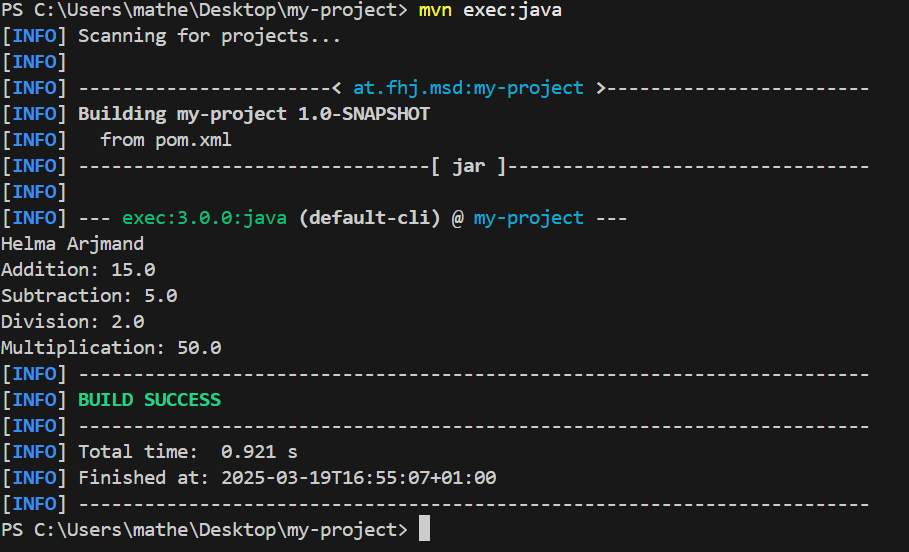 PS C:\Users\mathe\Desktop\my-project> mvn exec:java
[INFO] Scanning for projects...
[INFO]
[INFO] -----------------------< at.fhj.msd:my-project >------------------------
[INFO] Building my-project 1.0-SNAPSHOT
[INFO]   from pom.xml
[INFO] --------------------------------[ jar ]---------------------------------
[INFO]
[INFO] --- exec:3.0.0:java (default-cli) @ my-project ---
Helma Arjmand
Addition: 15.0
Subtraction: 5.0
Division: 2.0
Multiplication: 50.0
[INFO] ------------------------------------------------------------------------
[INFO] BUILD SUCCESS
[INFO] ------------------------------------------------------------------------
[INFO] Total time:  0.921 s
[INFO] Finished at: 2025-03-19T16:55:07+01:00
[INFO] ------------------------------------------------------------------------
PS C:\Users\mathe\Desktop\my-project>